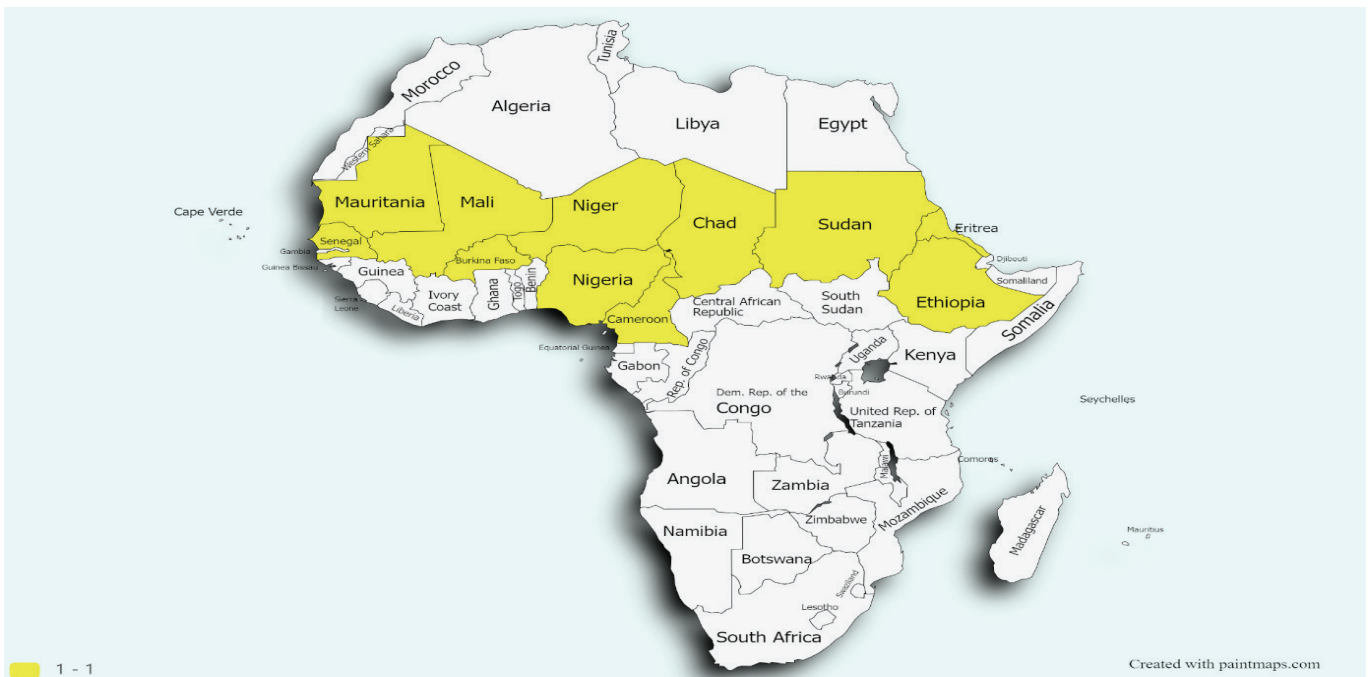 Tunisia
Morocco
Algeria
Libya
Egypt
Western Sahara
Mauritania
Mali
Niger
Chad
Sudan
Eritrea
Cape Verde
Senegal
Gambia
Guinea Bissau
Burkina Faso
Djibouti
Guinea
Nigeria
Somaliland
Sierra
Leone
Liberia
Ivory
Coast
Ghana
Togo
Benin
Cameroon
Central African
Republic
South
Sudan
Ethiopia
Somalia
Equatorial Guinea
Gabon
Rep. of Congo
Uganda
Kenya
Rwanda
Burundi
Dem. Rep. of the
Congo
United Rep. of
Tanzania
Seychelles
Comoros
Angola
Zambia
Malawi
Mozambique
Zimbabwe
Madagascar
Mauritius
Namibia
Botswana
Swaziland
Lesotho
South Africa
1 - 1
Created with paintmaps.com